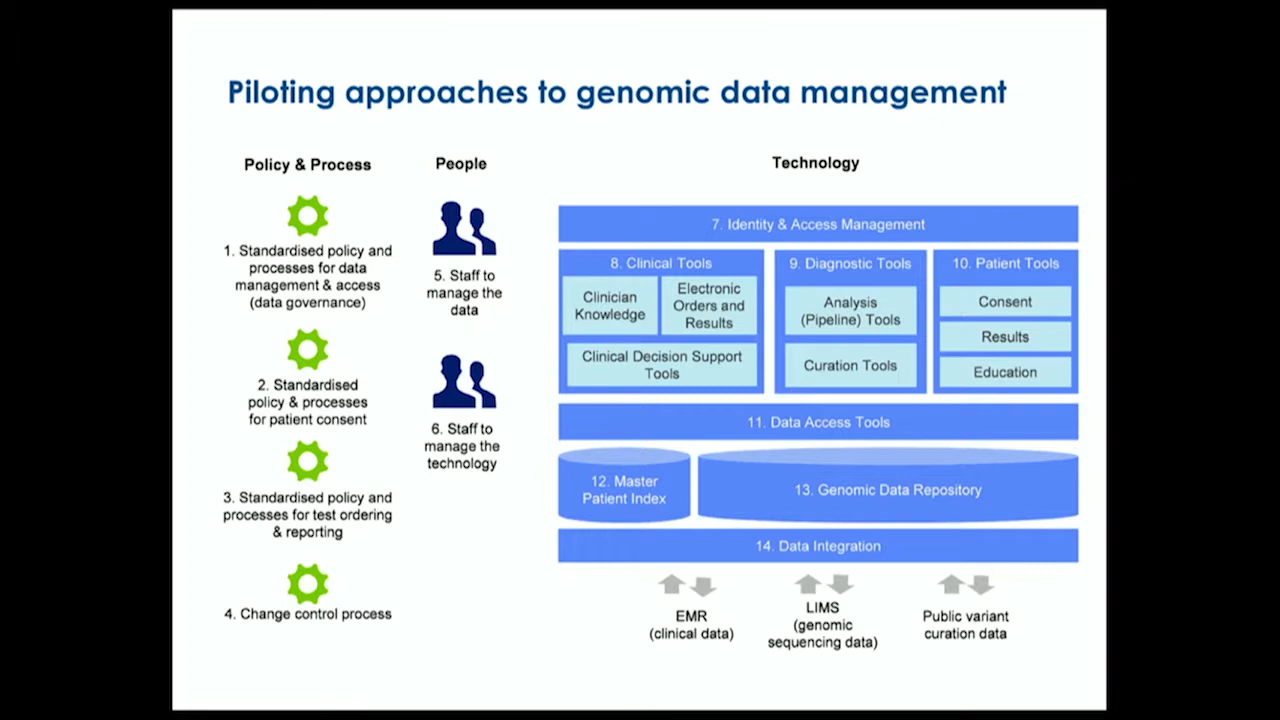 Piloting approaches to genomic data management
Policy & Process
1. Standardised policy and
processes for data
management & access
(data governance)
2. Standardised
policy & processes
for patient consent
3. Standardised policy and
processes for test ordering
& reporting
4. Change control process
People
5. Staff to
manage the
data
6. Staff to
manage the
technology
Technology
7. Identity & Access Management
8. Clinical Tools
Clinician
Knowledge
Electronic
Orders and
Results
Clinical Decision Support
Tools
9. Diagnostic Tools
Analysis
(Pipeline) Tools
Curation Tools
10. Patient Tools
Consent
Results
Education
11. Data Access Tools
12. Master
Patient Index
13. Genomic Data Repository
14. Data Integration
EMR
(clinical data)
LIMS
(genomic
sequencing data)
Public variant
curation data